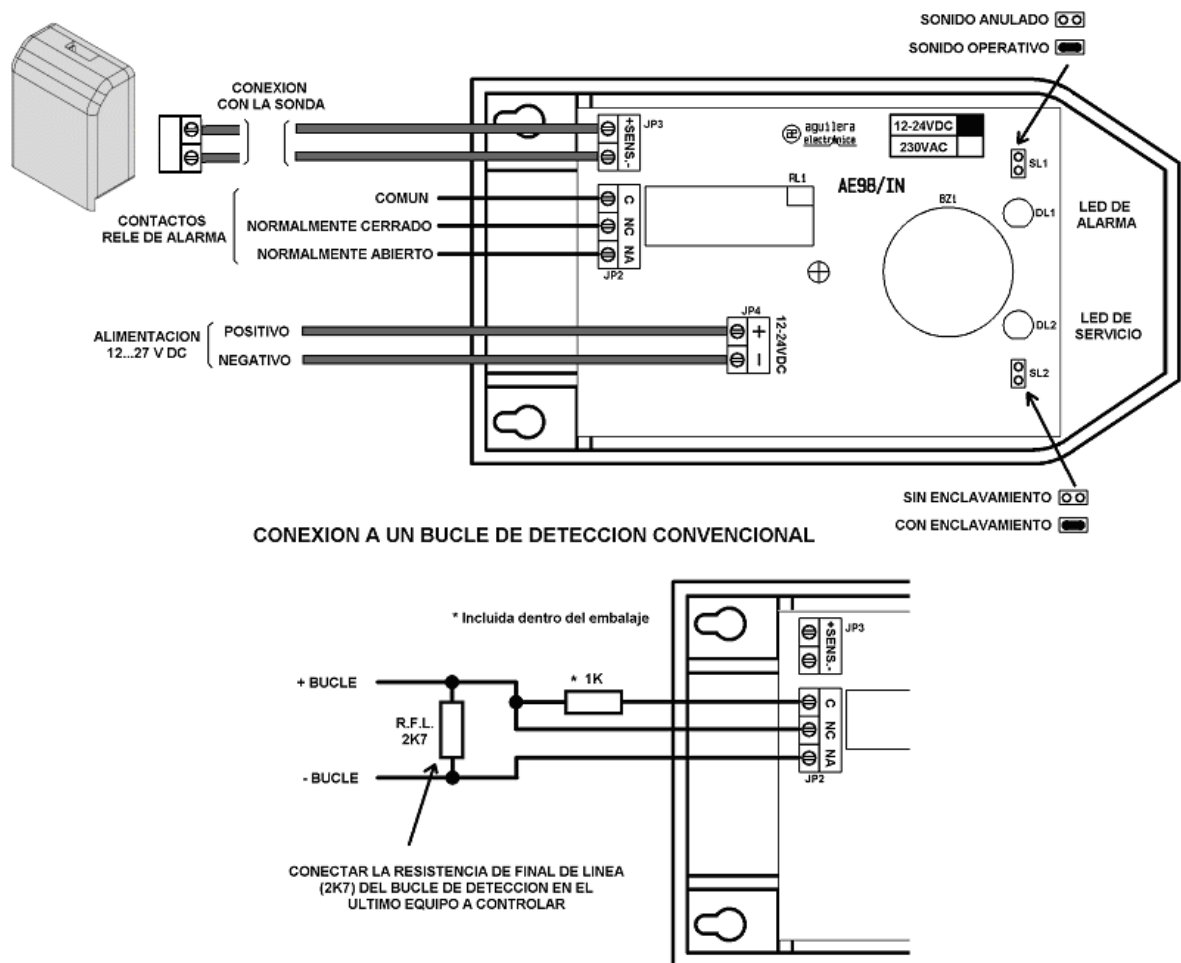 SONIDO ANULADO
SONIDO OPERATIVO
CONEXION
CON LA SONDA
+SENS.-
JP3
aguilera
electrónica
12-24VDC
230VAC
SL1
AE98/IN
RL1
BZ1
DL1
LED DE
ALARMA
CONTACTOS
RELE DE ALARMA
COMUN
NORMALMENTE CERRADO
NORMALMENTE ABIERTO
C
NC
NA
JP2
ALIMENTACION
12...27 V DC
POSITIVO
NEGATIVO
JP4
+
-
12-24VDC
DL2
LED DE
SERVICIO
SL2
SIN ENCLAVAMIENTO
CON ENCLAVAMIENTO
CONEXION A UN BUCLE DE DETECCION CONVENCIONAL
* Incluida dentro del embalaje
+SENS.-
JP3
+ BUCLE
* 1K
R.F.L.
2K7
- BUCLE
C
NC
NA
JP2
CONECTAR LA RESISTENCIA DE FINAL DE LINEA
(2K7) DEL BUCLE DE DETECCION EN EL
ULTIMO EQUIPO A CONTROLAR